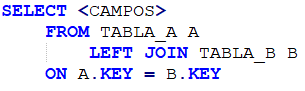 SELECT <CAMPOS>
FROM TABLA_A A
LEFT JOIN TABLA_B B
ON A.KEY = B.KEY